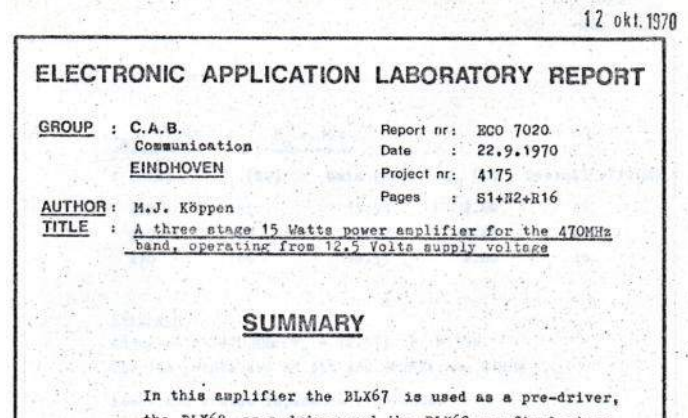 12 okt. 1970
ELECTRONIC APPLICATION LABORATORY REPORT
GROUP : C.A.B.
Communication
EINDHOVEN
Report nr: ECO 7020.
Date : 22.9.1970
Project nr: 4175
Pages : S1+N2+R16
AUTHOR: M.J. Köppen
TITLE : A three stage 15 Watts power amplifier for the 470MHz
band, operating from 12.5 Volts supply voltage
SUMMARY
In this amplifier the BLX67 is used as a pre-driver,
the BLX68